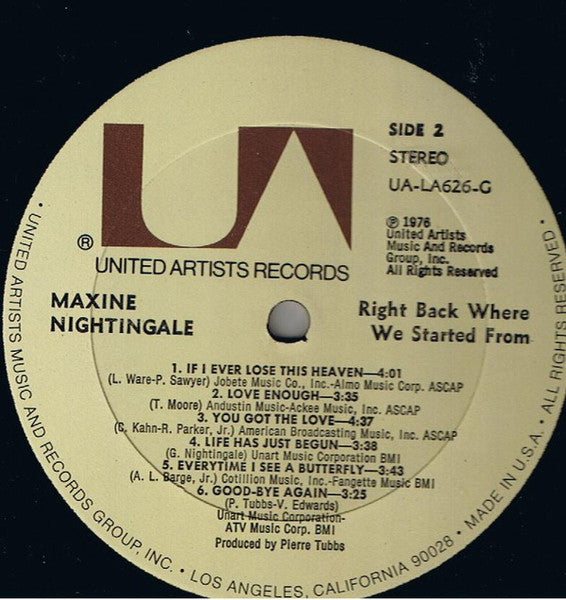 UA
SIDE 2
STEREO
UA-LA626-G
℗ 1976
United Artists
Music And Records
Group, Inc.
All Rights Reserved
®
UNITED ARTISTS RECORDS
MAXINE
NIGHTINGALE
Right Back Where
We Started From
1. IF I EVER LOSE THIS HEAVEN—4:01
(L. Ware-P. Sawyer) Jobete Music Co., Inc.-Almo Music Corp. ASCAP
2. LOVE ENOUGH—3:35
(T. Moore) Andustin Music-Ackee Music, Inc. ASCAP
3. YOU GOT THE LOVE—4:37
(C, Kahn-R. Parker, Jr.) American Broadcasting Music, Inc. ASCAP
4. LIFE HAS JUST BEGUN—3:38
(G. Nightingale) Unart Music Corporation BMI
5. EVERYTIME I SEE A BUTTERFLY—3:43
(A. L. Barge, Jr.) Cotillion Music, Inc.-Fangette Music BMI
6. GOOD-BYE AGAIN—3:25
(P. Tubbs-V. Edwards)
Unart Music Corporation-
ATV Music Corp. BMI
Produced by Pierre Tubbs
• UNITED ARTISTS MUSIC AND RECORDS GROUP, INC. • LOS ANGELES, CALIFORNIA 90028 • MADE IN U.S.A. • ALL RIGHTS RESERVED •